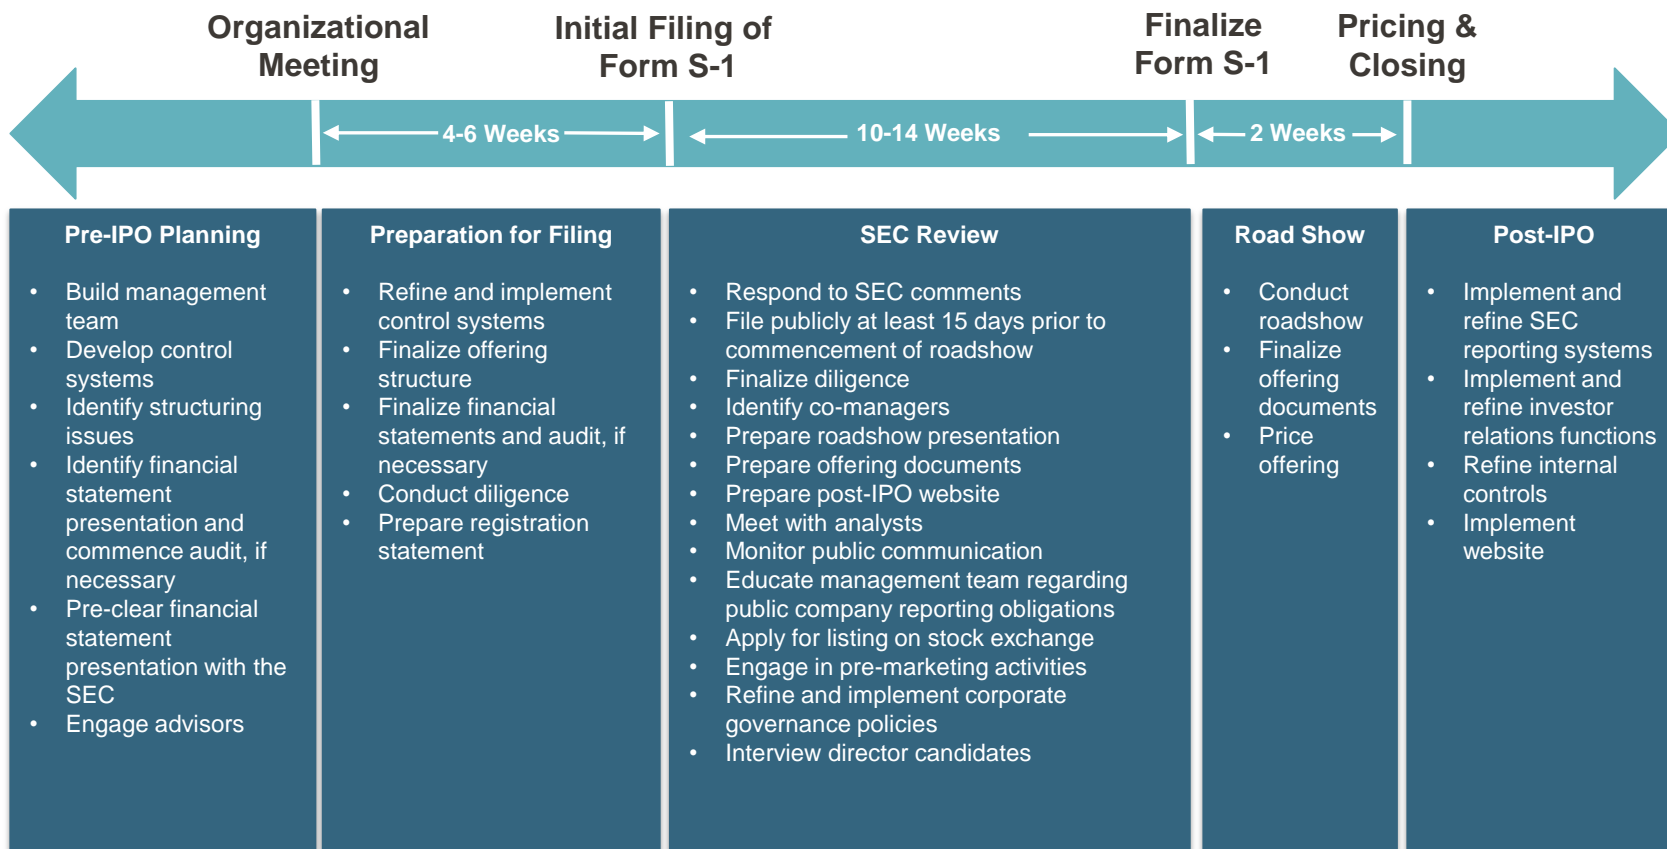 Organizational
Meeting
Initial Filing of
Form S-1
Finalize
Form S-1
Pricing &
Closing
4-6 Weeks
10-14 Weeks
2 Weeks
Pre-IPO Planning
• Build management
team
• Develop control
systems
• Identify structuring
issues
• Identify financial
statement
presentation and
commence audit, if
necessary
• Pre-clear financial
statement
presentation with the
SEC
• Engage advisors
Preparation for Filing
• Refine and implement
control systems
• Finalize offering
structure
• Finalize financial
statements and audit, if
necessary
• Conduct diligence
• Prepare registration
statement
SEC Review
• Respond to SEC comments
• File publicly at least 15 days prior to
commencement of roadshow
• Finalize diligence
• Identify co-managers
• Prepare roadshow presentation
• Prepare offering documents
• Prepare post-IPO website
• Meet with analysts
• Monitor public communication
• Educate management team regarding
public company reporting obligations
• Apply for listing on stock exchange
• Engage in pre-marketing activities
• Refine and implement corporate
governance policies
• Interview director candidates
Road Show
• Conduct
roadshow
• Finalize
offering
documents
• Price
offering
Post-IPO
• Implement and
refine SEC
reporting systems
• Implement and
refine investor
relations functions
• Refine internal
controls
• Implement
website